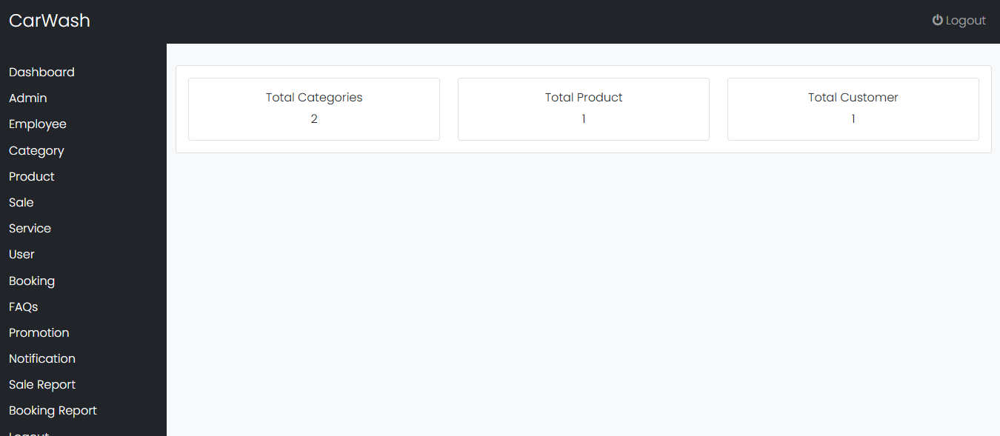 CarWash
Logout
Dashboard
Admin
Employee
Category
Product
Sale
Service
User
Booking
FAQs
Promotion
Notification
Sale Report
Booking Report
Logout
Total Categories
2
Total Product
1
Total Customer
1